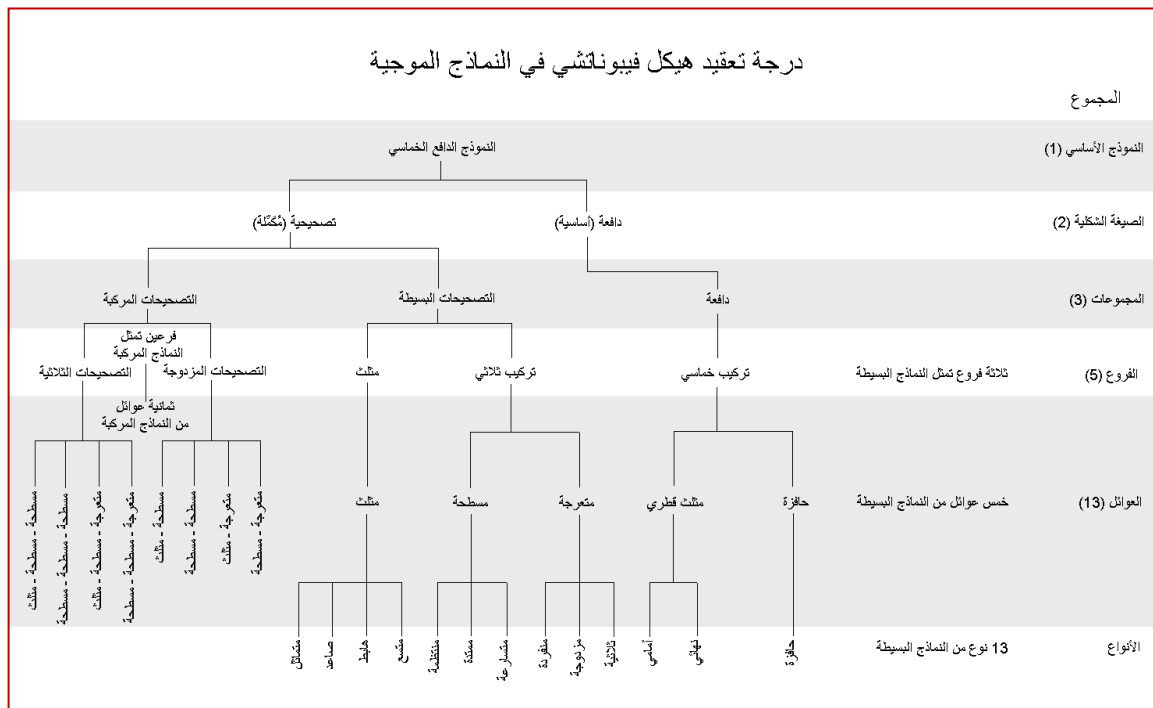 درجة تعقيد هيكل فيبوناتشي في النماذج الموجية
المجموع
النموذج الأساسي (1)
النموذج الدافع الخماسي
الصيغة الشكلية (2)
دافعة (أساسية)
تصحيحية (مُكَمِّلة)
المجموعات (3)
دافعة
التصحيحات البسيطة
التصحيحات المركبة
الفروع (5)
ثلاثة فروع تمثل النماذج البسيطة
تركيب خماسي
تركيب ثلاثي
مثلث
فرعين تمثل
النماذج المركبة
التصحيحات المزدوجة
التصحيحات الثلاثية
ثمانية عوائل
من النماذج المركبة
العوائل (13)
خمس عوائل من النماذج البسيطة
حافزة
مثلث قطري
متعرجة
مسطحة
مثلث
متعرجة - مسطحة
متعرجة - مثلث
مسطحة - مسطحة
مسطحة - مثلث
متعرجة - مسطحة - مسطحة
متعرجة - مسطحة - مثلث
مسطحة - مسطحة - مسطحة
مسطحة - مسطحة - مثلث
الأنواع
13 نوع من النماذج البسيطة
حافزة
نهائي
أمامي
ثلاثية
مزدوجة
منفردة
متسارعة
ممتدة
منتظمة
متسع
هابط
صاعد
متماثل